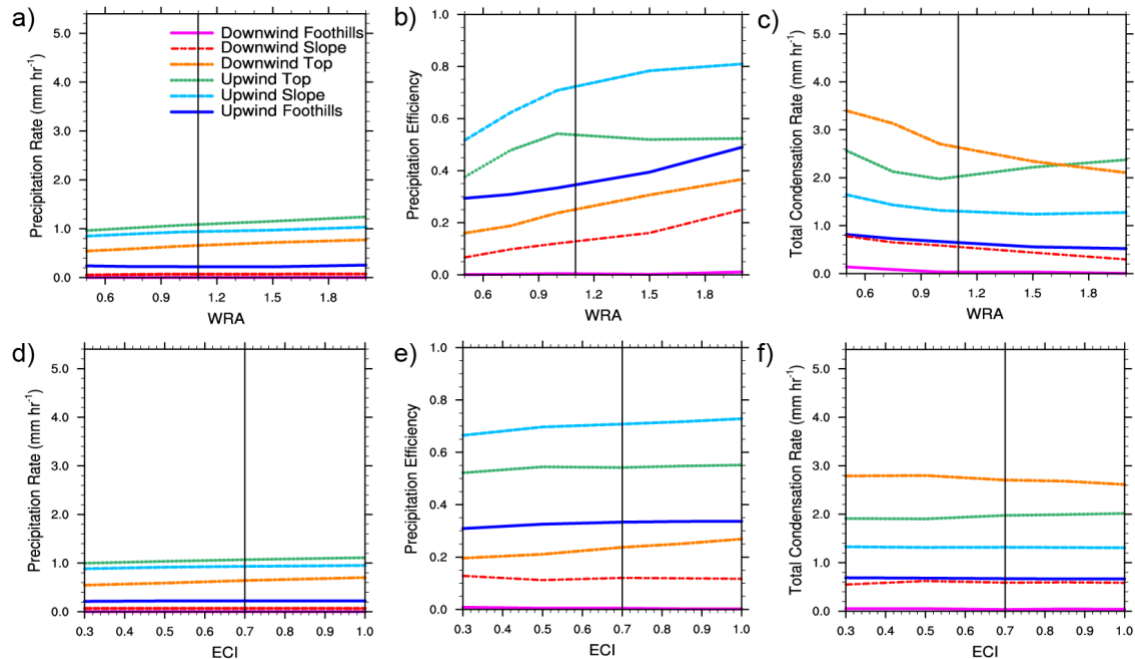 a)
Precipitation Rate (mm hr⁻¹)
5.0
4.0
3.0
2.0
1.0
0.0
Downwind Foothills
Downwind Slope
Downwind Top
Upwind Top
Upwind Slope
Upwind Foothills
0.6 0.9 1.2 1.5 1.8
WRA
b)
Precipitation Efficiency
1.0
0.8
0.6
0.4
0.2
0.0
0.6 0.9 1.2 1.5 1.8
WRA
c)
Total Condensation Rate (mm hr⁻¹)
5.0
4.0
3.0
2.0
1.0
0.0
0.6 0.9 1.2 1.5 1.8
WRA
d)
Precipitation Rate (mm hr⁻¹)
5.0
4.0
3.0
2.0
1.0
0.0
0.3 0.4 0.5 0.6 0.7 0.8 0.9 1.0
ECI
e)
Precipitation Efficiency
1.0
0.8
0.6
0.4
0.2
0.0
0.3 0.4 0.5 0.6 0.7 0.8 0.9 1.0
ECI
f)
Total Condensation Rate (mm hr⁻¹)
5.0
4.0
3.0
2.0
1.0
0.0
0.3 0.4 0.5 0.6 0.7 0.8 0.9 1.0
ECI